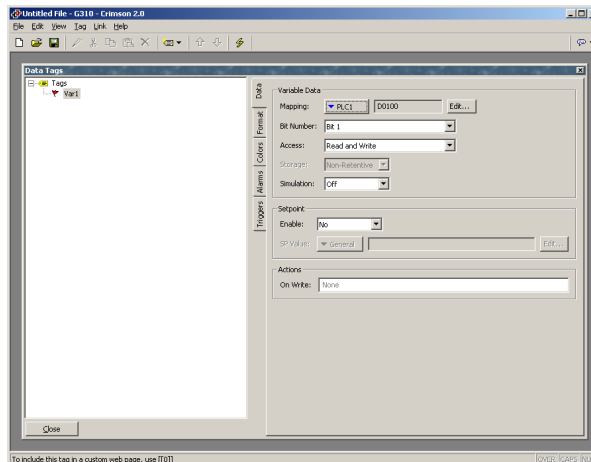 Untitled File - G310 - Crimson 2.0
File Edit View Tag Link Help
Data Tags
Tags
Var1
Data
Format
Colors
Alarms
Triggers
Variable Data
Mapping: PLC1 D0100 Edit...
Bit Number: Bit 1
Access: Read and Write
Storage: Non-Retentive
Simulation: Off
Setpoint
Enable: No
SP Value: General Edit...
Actions
On Write: None
Close
To include this tag in a custom web page, use [[T0]]
OVER CAPS NU